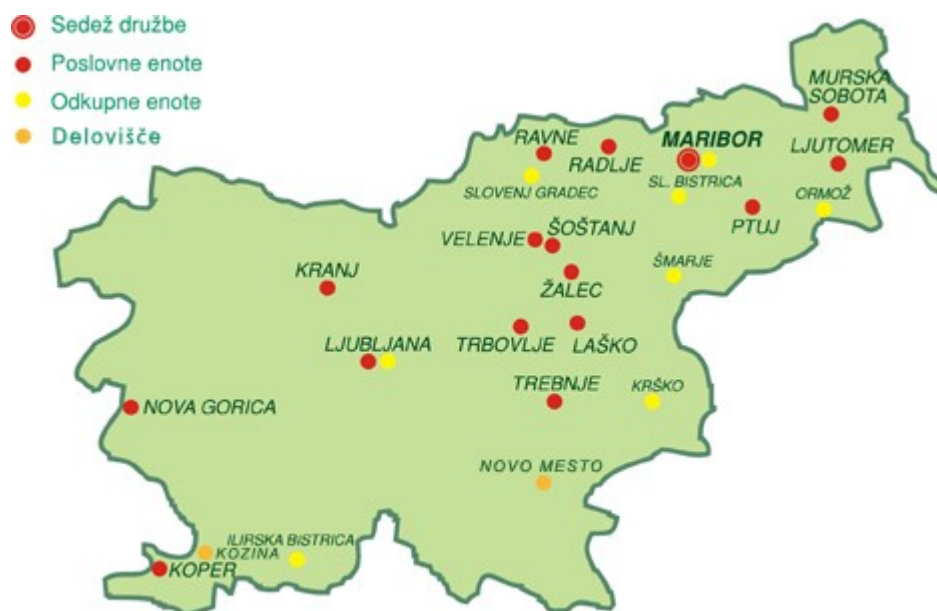 Sedež družbe
Poslovne enote
Odkupne enote
Delovišče
MURSKA
SOBOTA
RAVNE
RADLJE
MARIBOR
LJUTOMER
SLOVENJ GRADEC
SL. BISTRICA
ORMOŽ
PTUJ
VELENJE
ŠOŠTANJ
KRANJ
ŽALEC
ŠMARJE
LJUBLJANA
TRBOVLJE
LAŠKO
TREBNJE
KRŠKO
NOVA GORICA
NOVO MESTO
ILIRSKA BISTRICA
KOZINA
KOPER